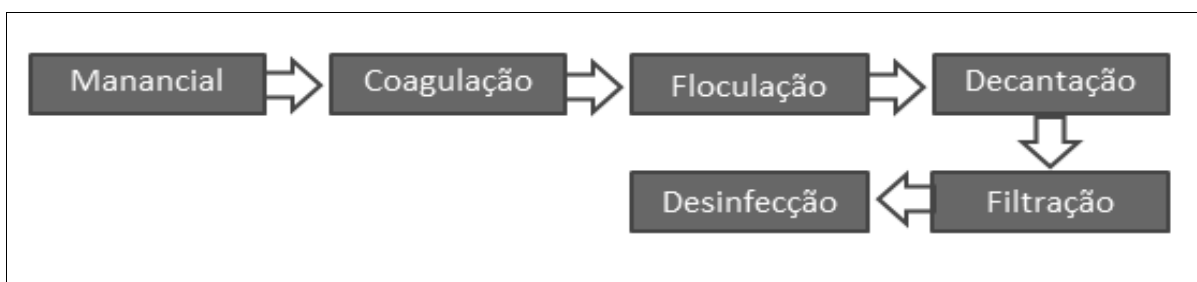 Manancial
Coagulação
Floculação
Decantação
Filtração
Desinfecção